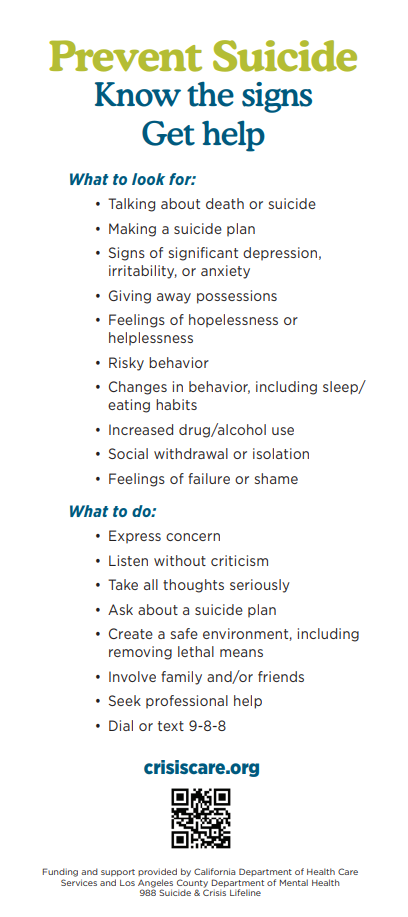 Prevent Suicide
Know the signs
Get help
What to look for:
• Talking about death or suicide
• Making a suicide plan
• Signs of significant depression,
irritability, or anxiety
• Giving away possessions
• Feelings of hopelessness or
helplessness
• Risky behavior
• Changes in behavior, including sleep/
eating habits
• Increased drug/alcohol use
• Social withdrawal or isolation
• Feelings of failure or shame
What to do:
• Express concern
• Listen without criticism
• Take all thoughts seriously
• Ask about a suicide plan
• Create a safe environment, including
removing lethal means
• Involve family and/or friends
• Seek professional help
• Dial or text 9-8-8
crisiscare.org
Funding and support provided by California Department of Health Care
Services and Los Angeles County Department of Mental Health
988 Suicide & Crisis Lifeline